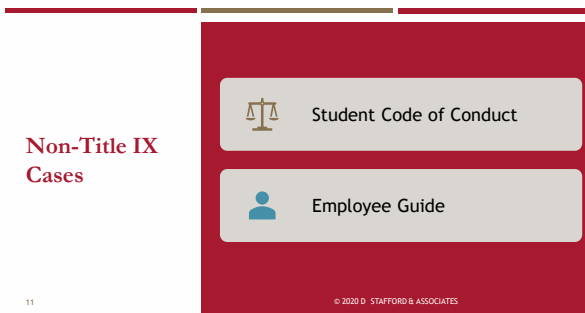 Non-Title IX
Cases
Student Code of Conduct
Employee Guide
11
© 2020 D STAFFORD & ASSOCIATES